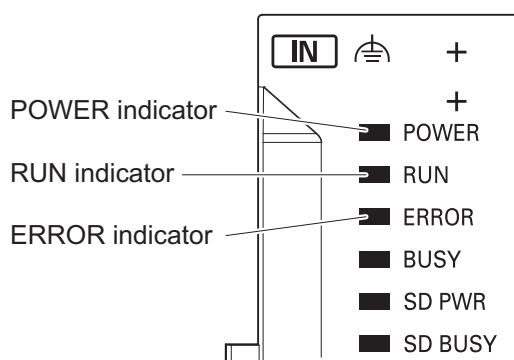 IN +
+
POWER indicator POWER
RUN indicator RUN
ERROR indicator ERROR
BUSY
SD PWR
SD BUSY